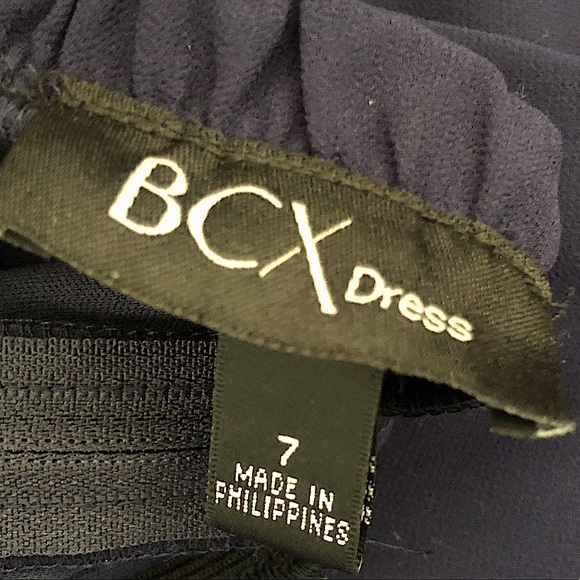 BCX Dress
7
MADE IN
PHILIPPINES